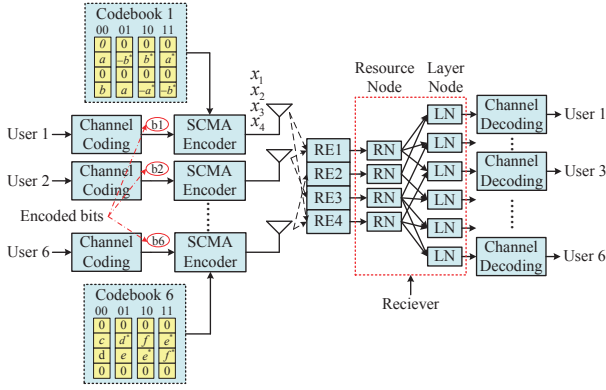 Codebook 1
00 01 10 11
0 0 0 0
a −b* b* a*
0 0 0 0
b a −a* −b*
x1
x2
x3
x4
Resource Node
Layer Node
User 1
Channel Coding
b1
SCMA Encoder
User 2
Channel Coding
b2
SCMA Encoder
Encoded bits
User 6
Channel Coding
b6
SCMA Encoder
RE1
RE2
RE3
RE4
RN
RN
RN
RN
LN
LN
LN
LN
LN
LN
Channel Decoding
User 1
Channel Decoding
User 3
Channel Decoding
User 6
Reciever
Codebook 6
00 01 10 11
0 0 0 0
c d* f e*
d e e* f*
0 0 0 0